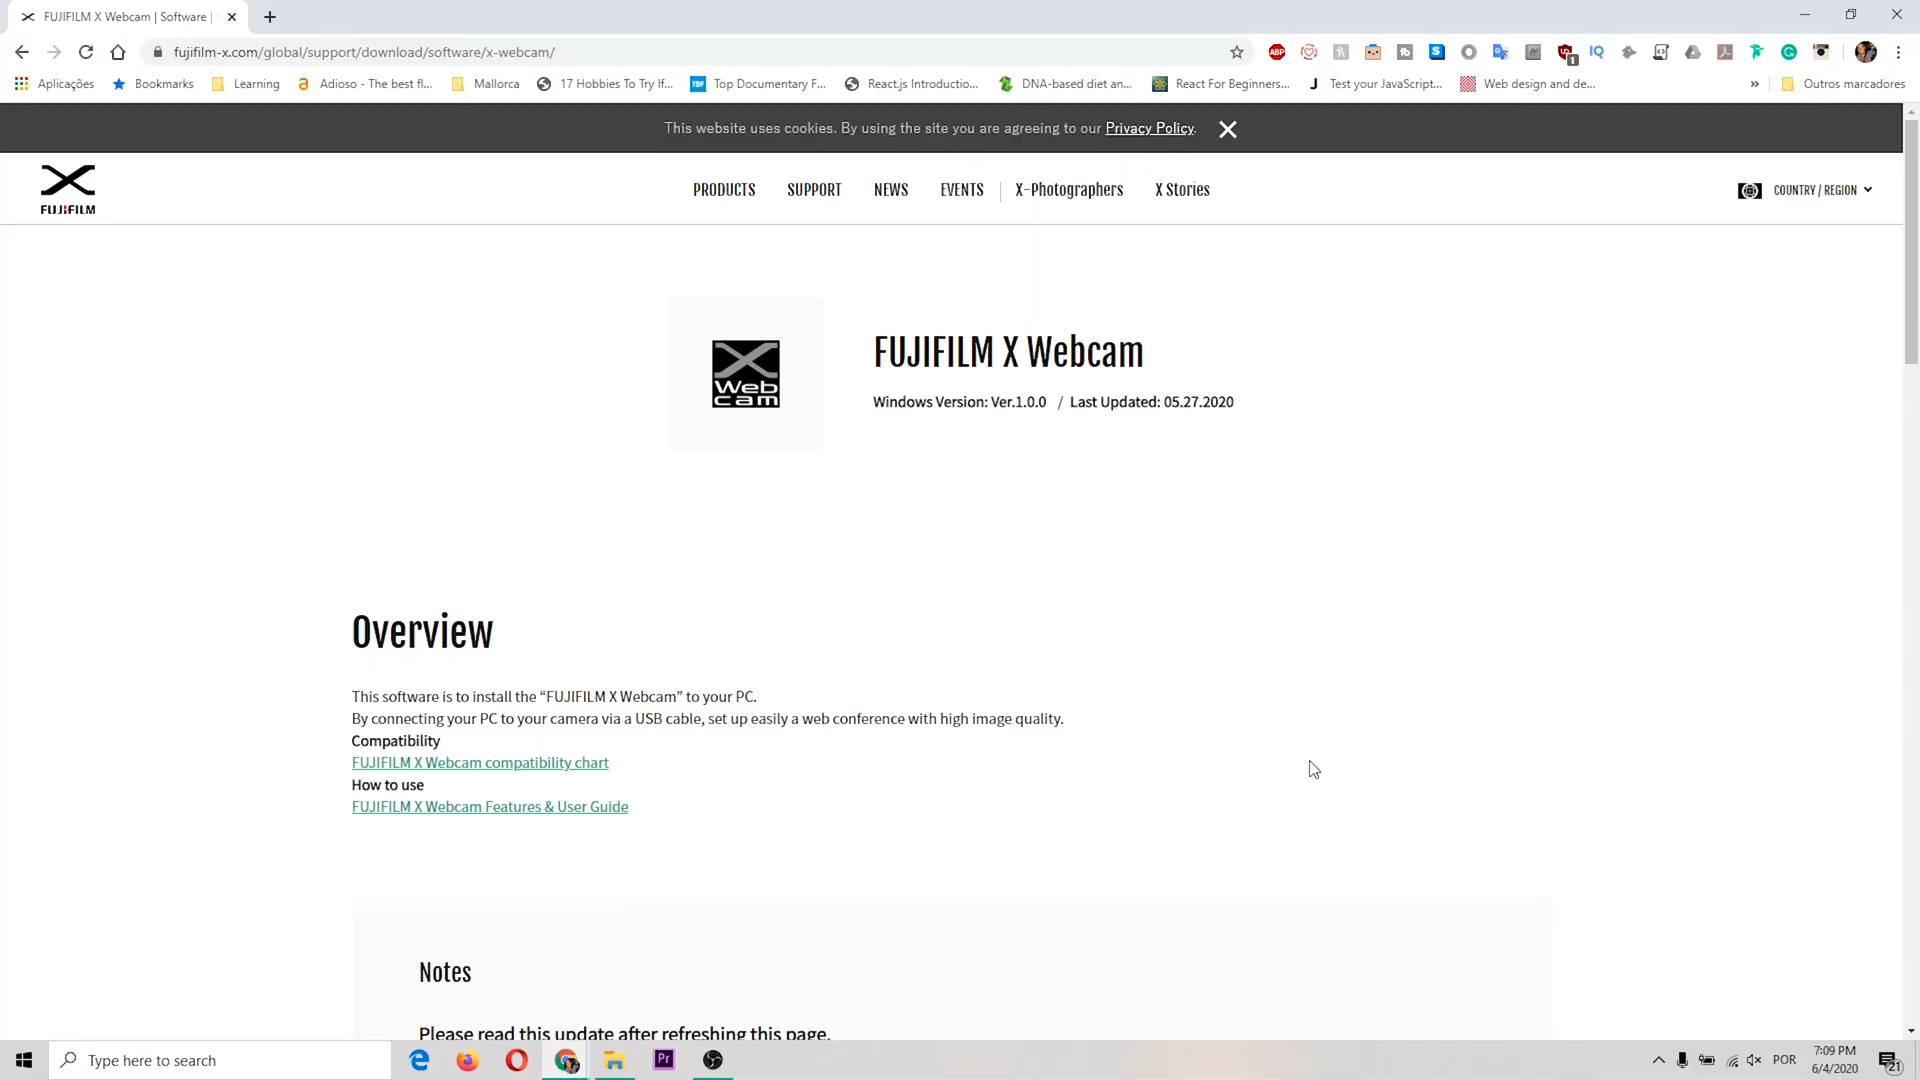 FUJIFILM X Webcam | Software |
fujifilm-x.com/global/support/download/software/x-webcam/
ABP
1
IQ
Aplicações
Bookmarks
Learning
Adioso - The best fl...
Mallorca
17 Hobbies To Try If...
TDF
Top Documentary F...
React.js Introductio...
DNA-based diet an...
React For Beginners...
J
Test your JavaScript...
Web design and de...
»
Outros marcadores
This website uses cookies. By using the site you are agreeing to our Privacy Policy.
FUJIFILM
PRODUCTS
SUPPORT
NEWS
EVENTS
X-Photographers
X Stories
COUNTRY / REGION
X
Web
cam
FUJIFILM X Webcam
Windows Version: Ver.1.0.0 / Last Updated: 05.27.2020
Overview
This software is to install the “FUJIFILM X Webcam” to your PC.
By connecting your PC to your camera via a USB cable, set up easily a web conference with high image quality.
Compatibility
FUJIFILM X Webcam compatibility chart
How to use
FUJIFILM X Webcam Features & User Guide
Notes
Please read this update after refreshing this page.
Type here to search
Pr
POR
7:09 PM
6/4/2020
21